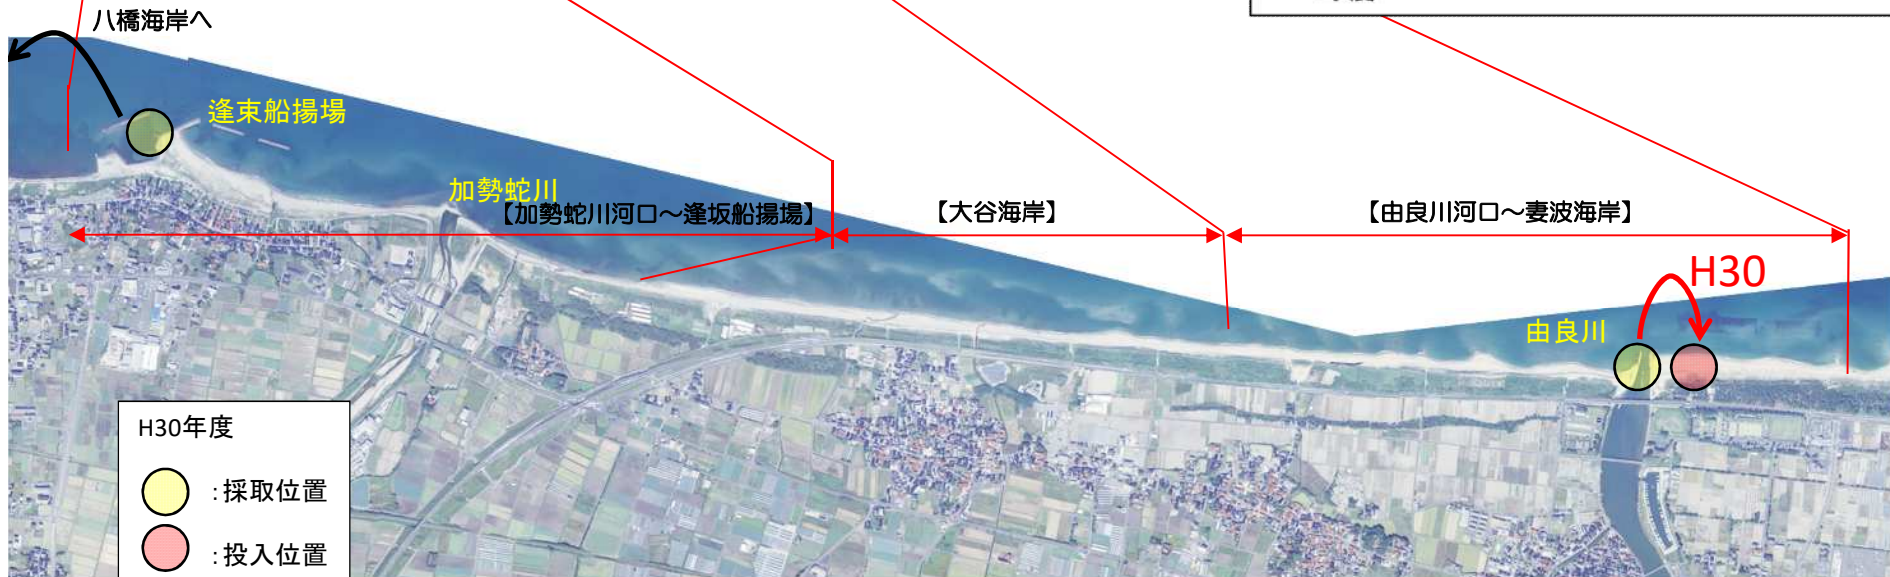 八橋海岸へ
逢束船揚場
加勢蛇川
【加勢蛇川河口～逢坂船揚場】
【大谷海岸】
【由良川河口～妻波海岸】
H30
由良川
H30年度
：採取位置
：投入位置